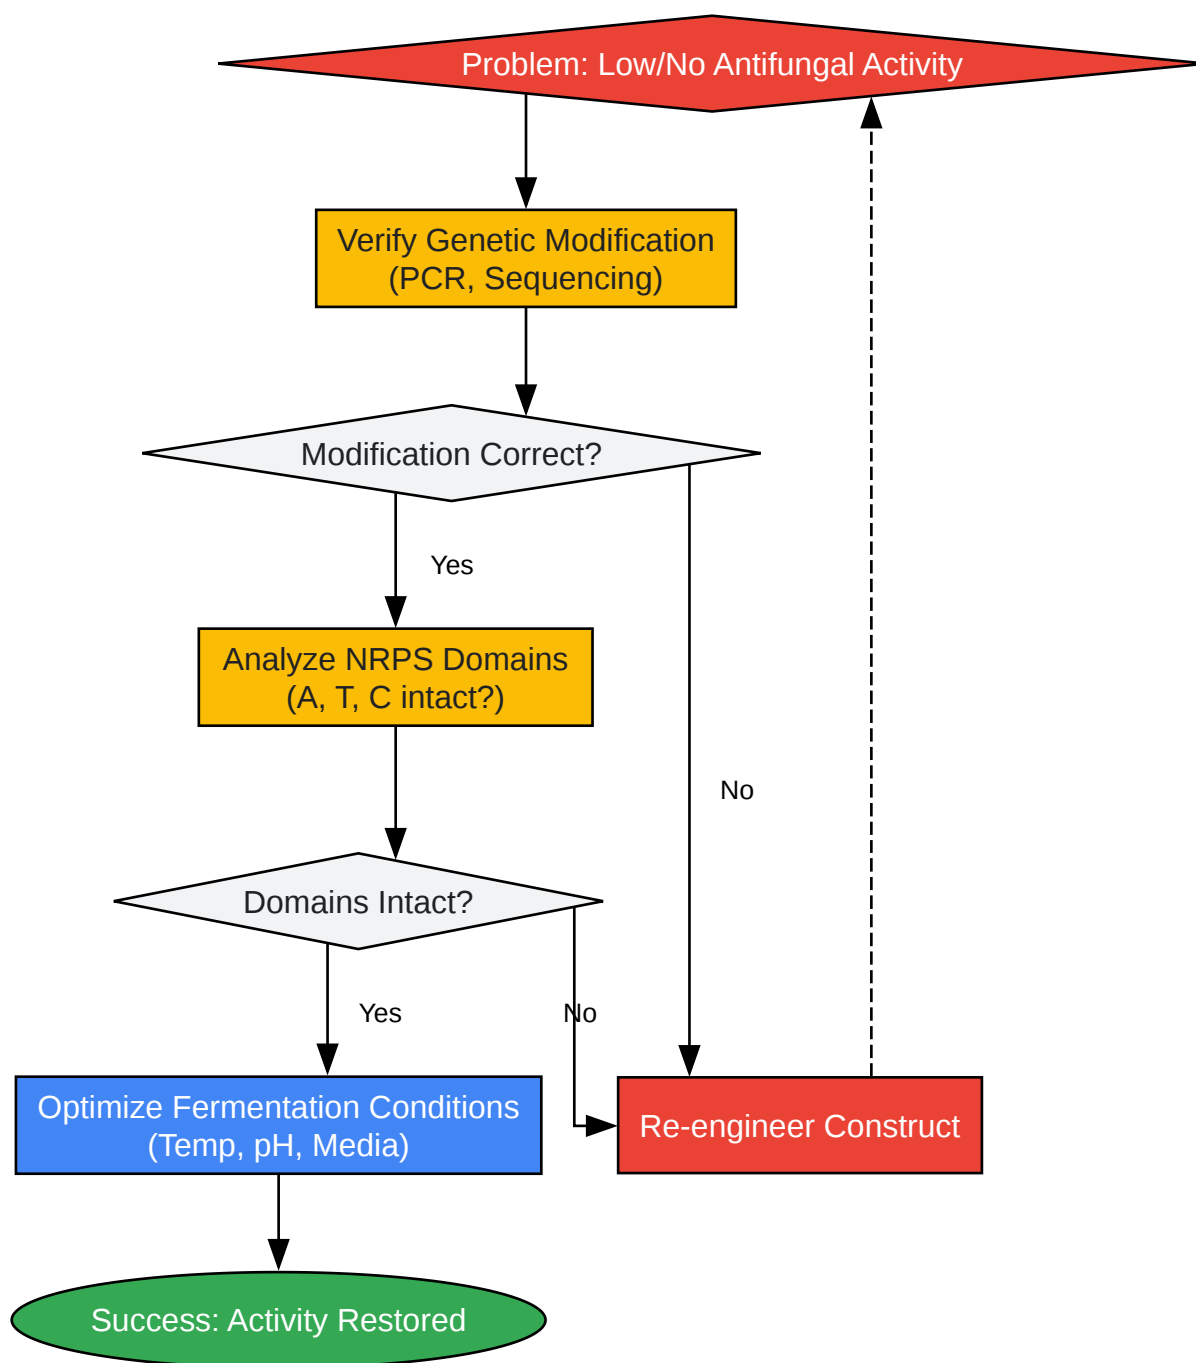 Problem: Low/No Antifungal Activity
Verify Genetic Modification
(PCR, Sequencing)
Modification Correct?
Yes
Analyze NRPS Domains
(A, T, C intact?)
No
Domains Intact?
Yes
No
Optimize Fermentation Conditions
(Temp, pH, Media)
Re-engineer Construct
Success: Activity Restored